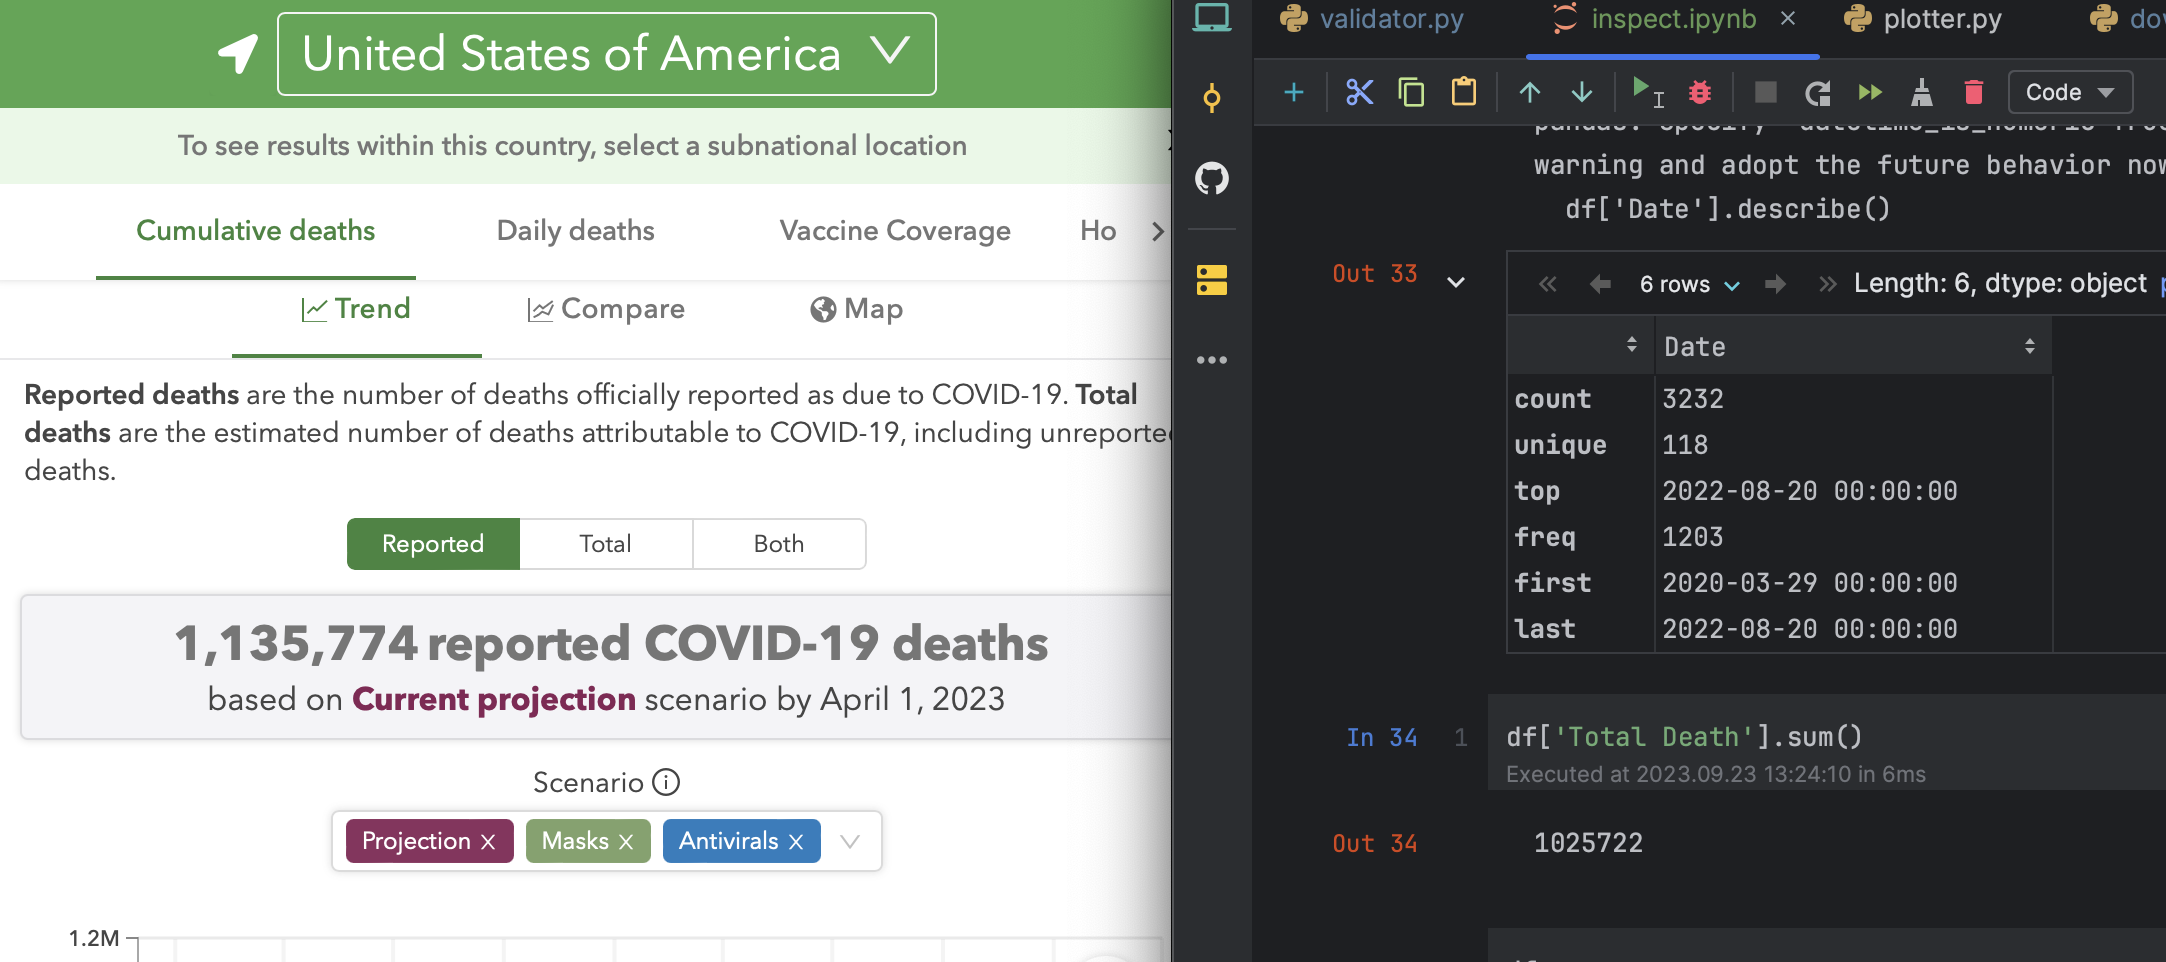 United States of America
To see results within this country, select a subnational location
Cumulative deaths Daily deaths Vaccine Coverage Ho
Trend Compare Map
Reported deaths are the number of deaths officially reported as due to COVID-19. Total
deaths are the estimated number of deaths attributable to COVID-19, including unreporte
deaths.
Reported Total Both
1,135,774 reported COVID-19 deaths
based on Current projection scenario by April 1, 2023
Scenario
Projection Masks Antivirals
1.2M
validator.py inspect.ipynb plotter.py do
Code
warning and adopt the future behavior now
df['Date'].describe()
Out 33 6 rows Length: 6, dtype: object
Date
count 3232
unique 118
top 2022-08-20 00:00:00
freq 1203
first 2020-03-29 00:00:00
last 2022-08-20 00:00:00
In 34 1 df['Total Death'].sum()
Executed at 2023.09.23 13:24:10 in 6ms
Out 34 1025722